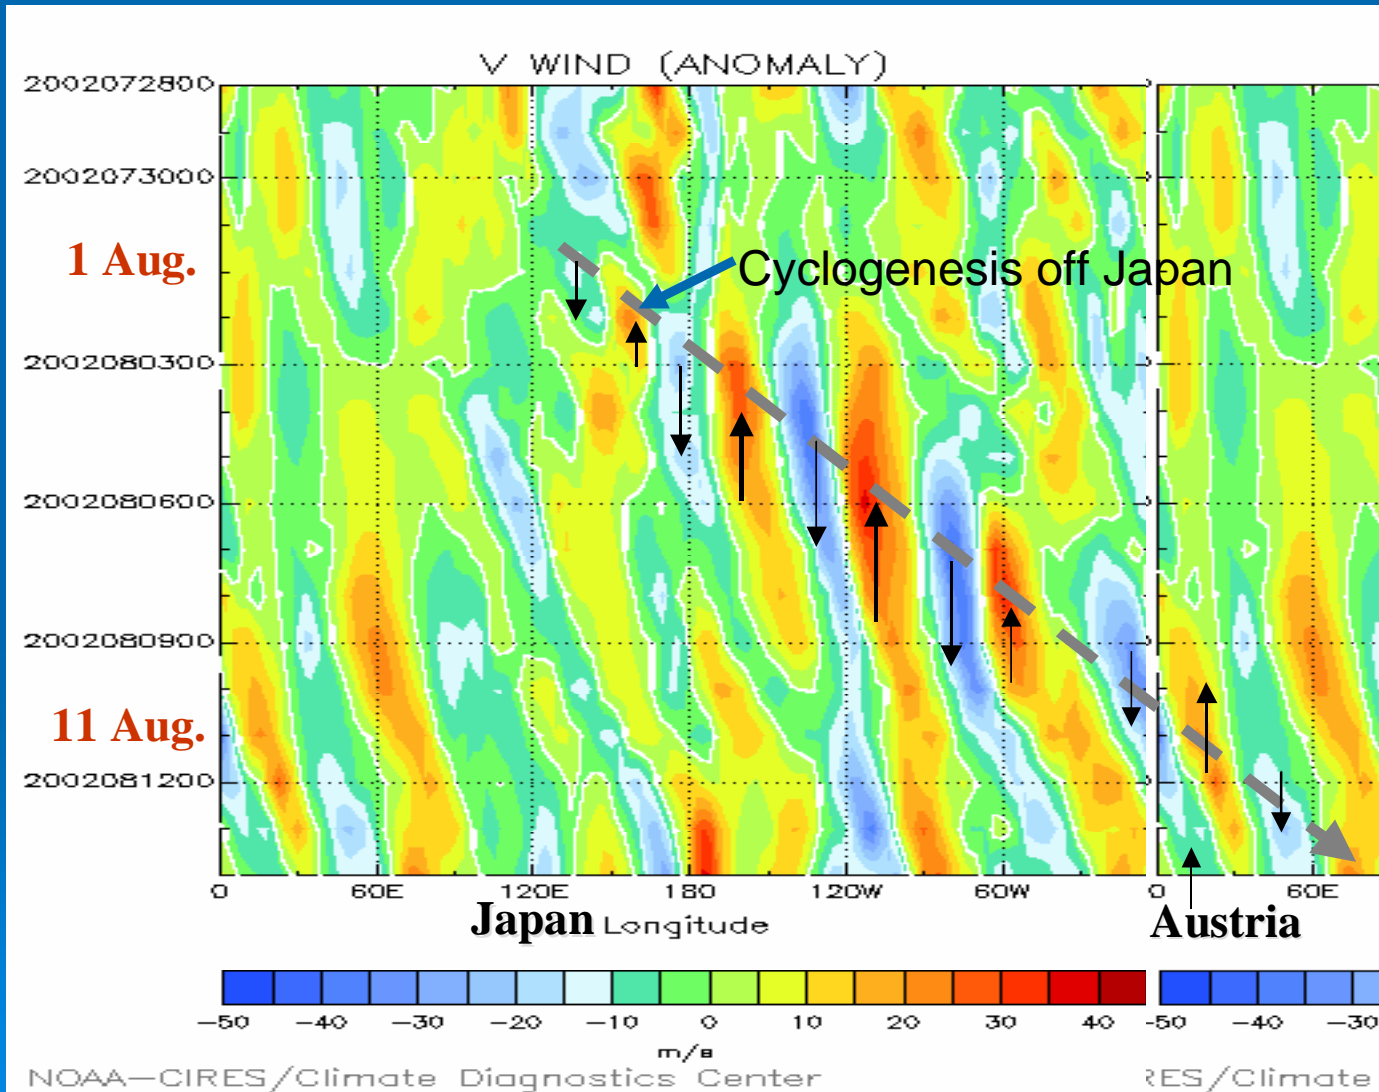 V WIND (ANOMALY)
2002072800
2002073000
1 Aug.
Cyclogenesis off Japan
2002080300
2002080600
2002080900
11 Aug.
2002081200
0 60E 120E 180 120W 60W 0 60E
Japan Longitude Austria
-50 -40 -30 -20 -10 0 10 20 30 40 -50 -40 -30
m/s
NOAA-CIRES/Climate Diagnostics Center RES/Climate